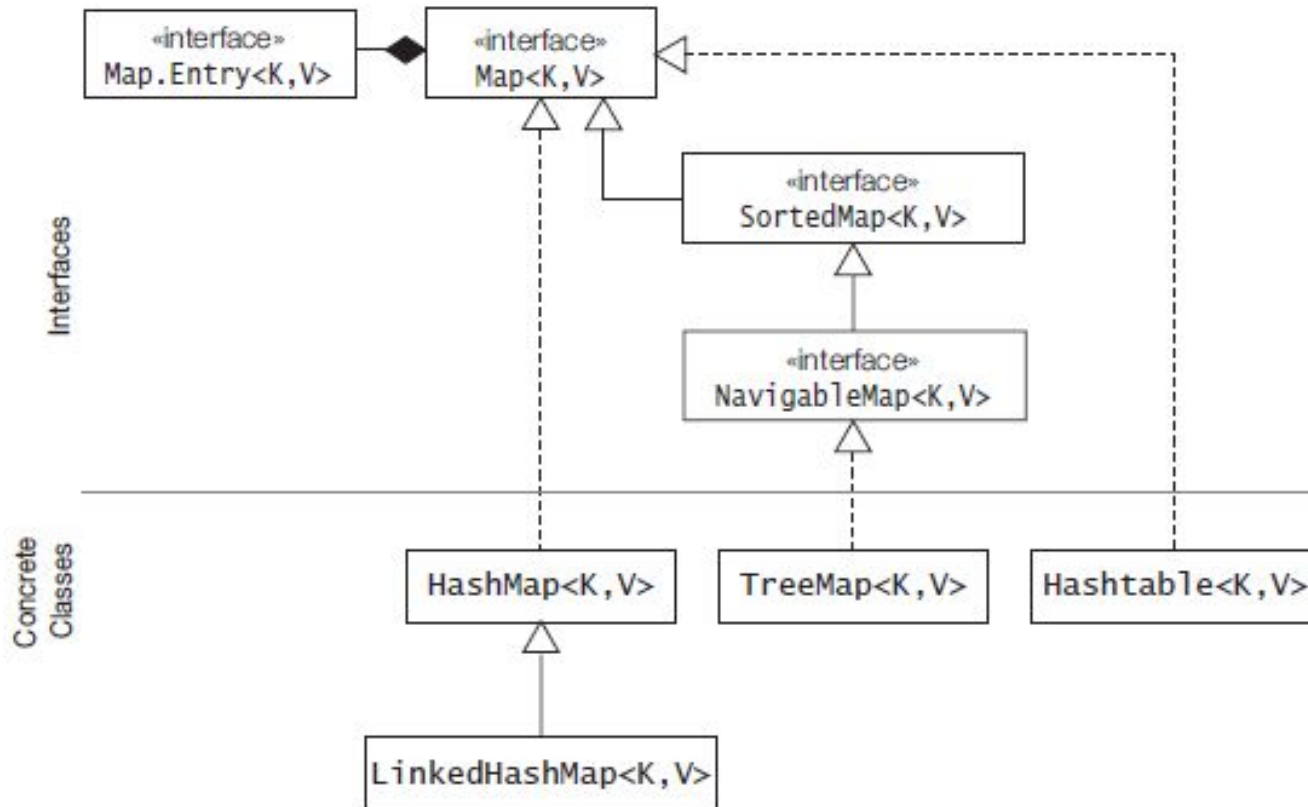 «interface»
Map.Entry<K,V>
«interface»
Map<K,V>
«interface»
SortedMap<K,V>
Interfaces
«interface»
NavigableMap<K,V>
Concrete
Classes
HashMap<K,V>
TreeMap<K,V>
Hashtable<K,V>
LinkedHashMap<K,V>